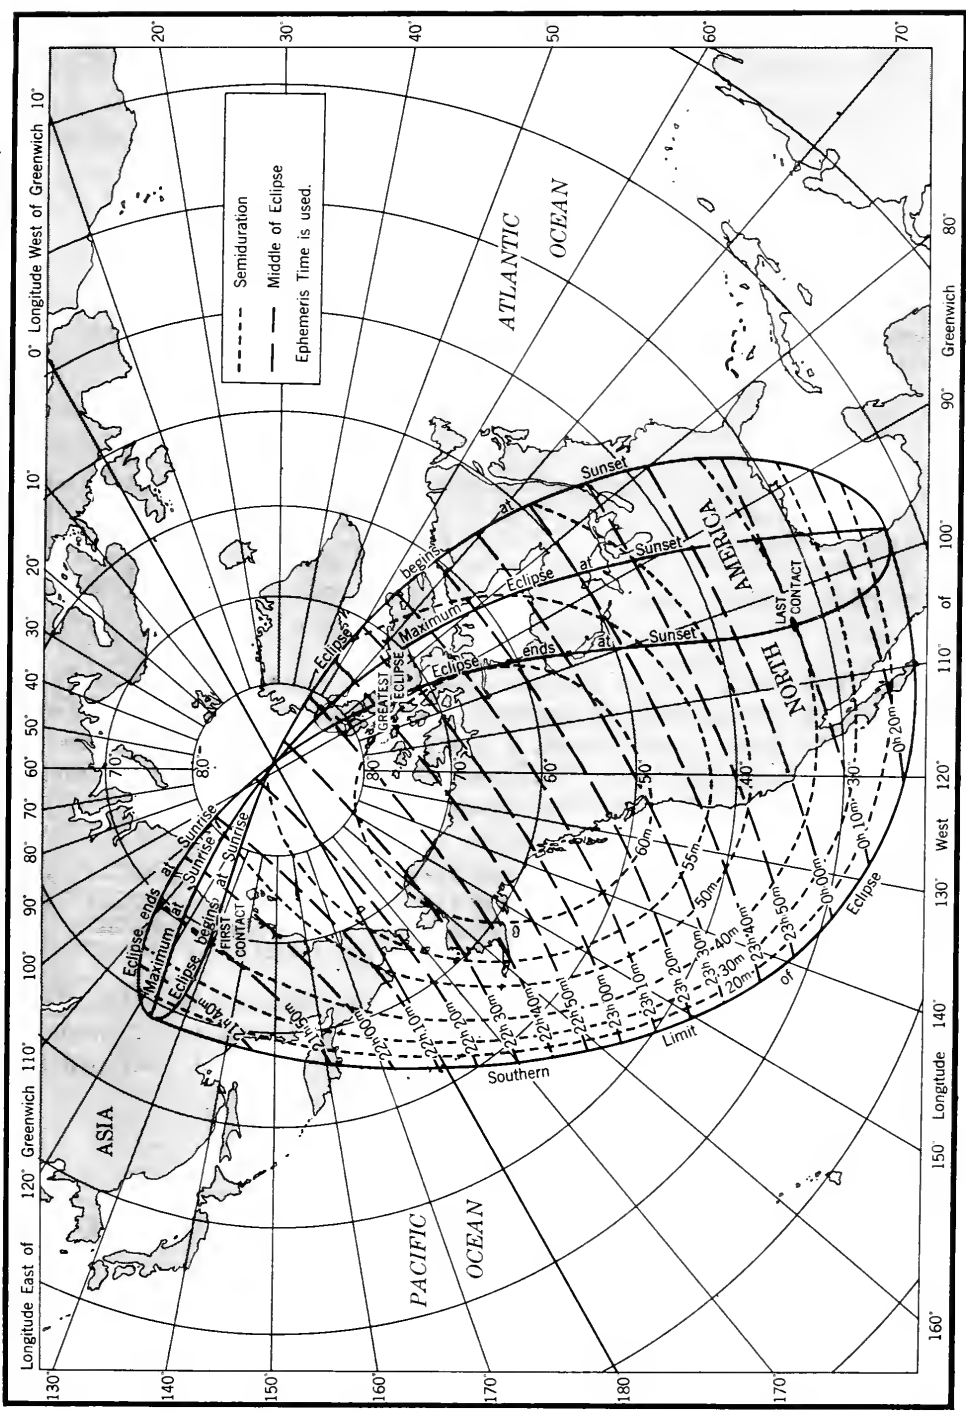 Longitude East of Greenwich
0° Longitude West of Greenwich 10°
20°
30°
40°
50°
60°
70°
80°
Greenwich
90°
100°
of
110°
120°
West
130°
140°
Longitude
150°
160°
170°
180°
170°
160°
150°
140°
130°
120°
110°
100°
90°
80°
70°
60°
50°
40°
30°
20°
10°
Semiduration
Middle of Eclipse
Ephemeris Time is used.
ATLANTIC
OCEAN
PACIFIC
OCEAN
ASIA
NORTH AMERICA
Eclipse begins at Sunset
Maximum Eclipse at Sunset
Eclipse ends at Sunset
GREATEST
ECLIPSE
LAST
CONTACT
Eclipse ends at Sunrise
Maximum at Sunrise
Eclipse begins at Sunrise
FIRST
CONTACT
70°
80°
80°
70°
60°
50°
40°
30°
60m
55m
50m
40m
30m
20m
21h 40m
21h 50m
22h 00m
22h 10m
22h 20m
22h 30m
22h 40m
22h 50m
23h 00m
23h 10m
23h 20m
23h 30m
23h 40m
23h 50m
0h 00m
0h 10m
0h 20m
Southern Limit of Eclipse